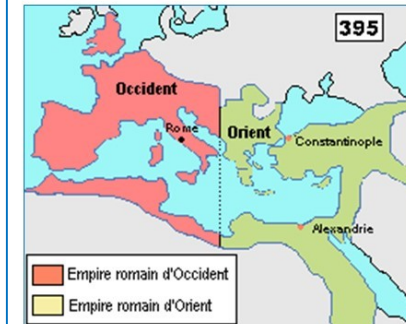 395
Occident
Rome
Orient
Constantinople
Alexandrie
Empire romain d'Occident
Empire romain d'Orient